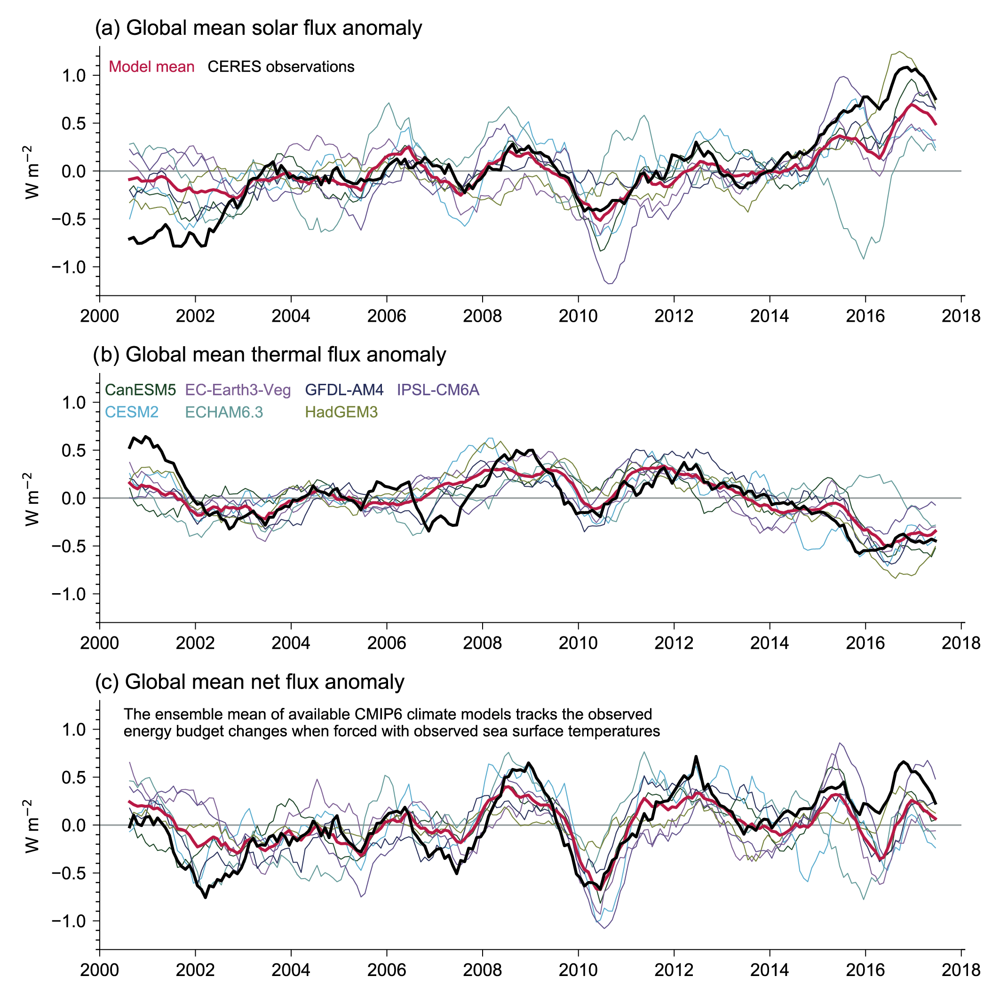 (a) Global mean solar flux anomaly
Model mean CERES observations
1.0
0.5
0.0
−0.5
−1.0
W m−2
2000 2002 2004 2006 2008 2010 2012 2014 2016 2018
(b) Global mean thermal flux anomaly
CanESM5 EC-Earth3-Veg GFDL-AM4 IPSL-CM6A
CESM2 ECHAM6.3 HadGEM3
1.0
0.5
0.0
−0.5
−1.0
W m−2
2000 2002 2004 2006 2008 2010 2012 2014 2016 2018
(c) Global mean net flux anomaly
The ensemble mean of available CMIP6 climate models tracks the observed
energy budget changes when forced with observed sea surface temperatures
1.0
0.5
0.0
−0.5
−1.0
W m−2
2000 2002 2004 2006 2008 2010 2012 2014 2016 2018